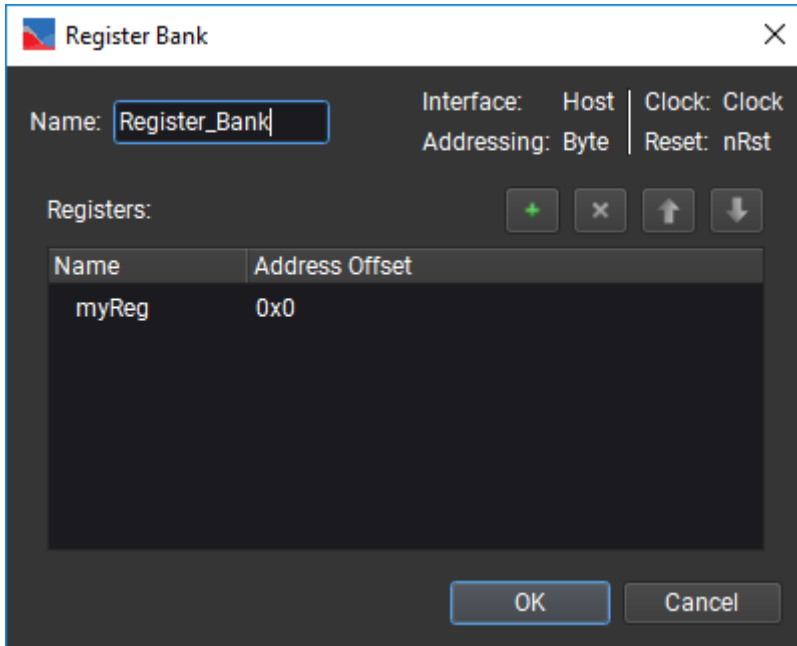 Register Bank
Name: Register_Bank
Interface: Host
Addressing: Byte
Clock: Clock
Reset: nRst
Registers:
Name Address Offset
myReg 0x0
OK Cancel